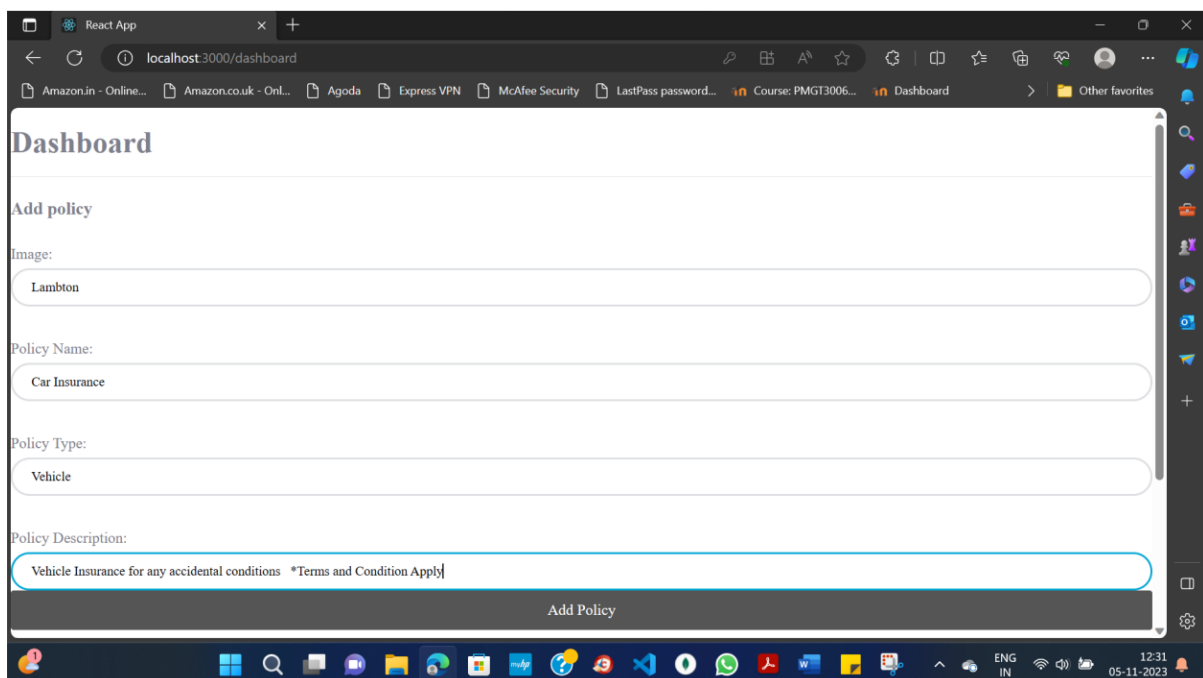 React App
localhost:3000/dashboard
Amazon.in - Online... Amazon.co.uk - Onl... Agoda Express VPN McAfee Security LastPass password... Course: PMGT3006... Dashboard Other favorites
Dashboard
Add policy
Image:
Lambton
Policy Name:
Car Insurance
Policy Type:
Vehicle
Policy Description:
Vehicle Insurance for any accidental conditions *Terms and Condition Apply
Add Policy
1 myhp ENG 12:31
IN 05-11-2023